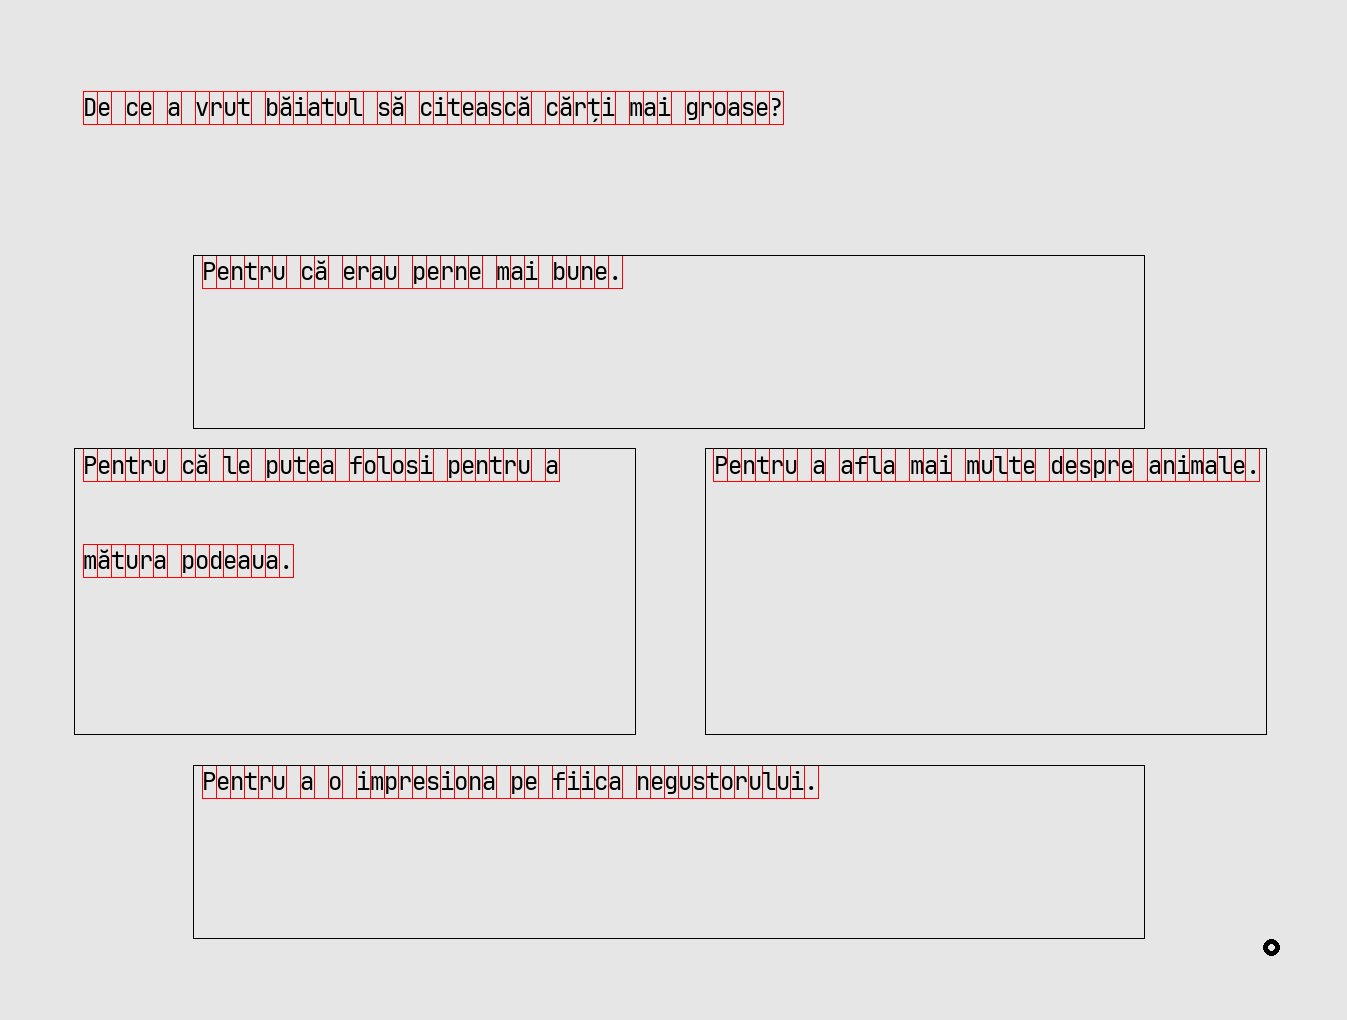 De ce a vrut băiatul să citească cărți mai groase?
Pentru că erau perne mai bune.
Pentru că le putea folosi pentru a
mătura podeaua.
Pentru a afla mai multe despre animale.
Pentru a o impresiona pe fiica negustorului.